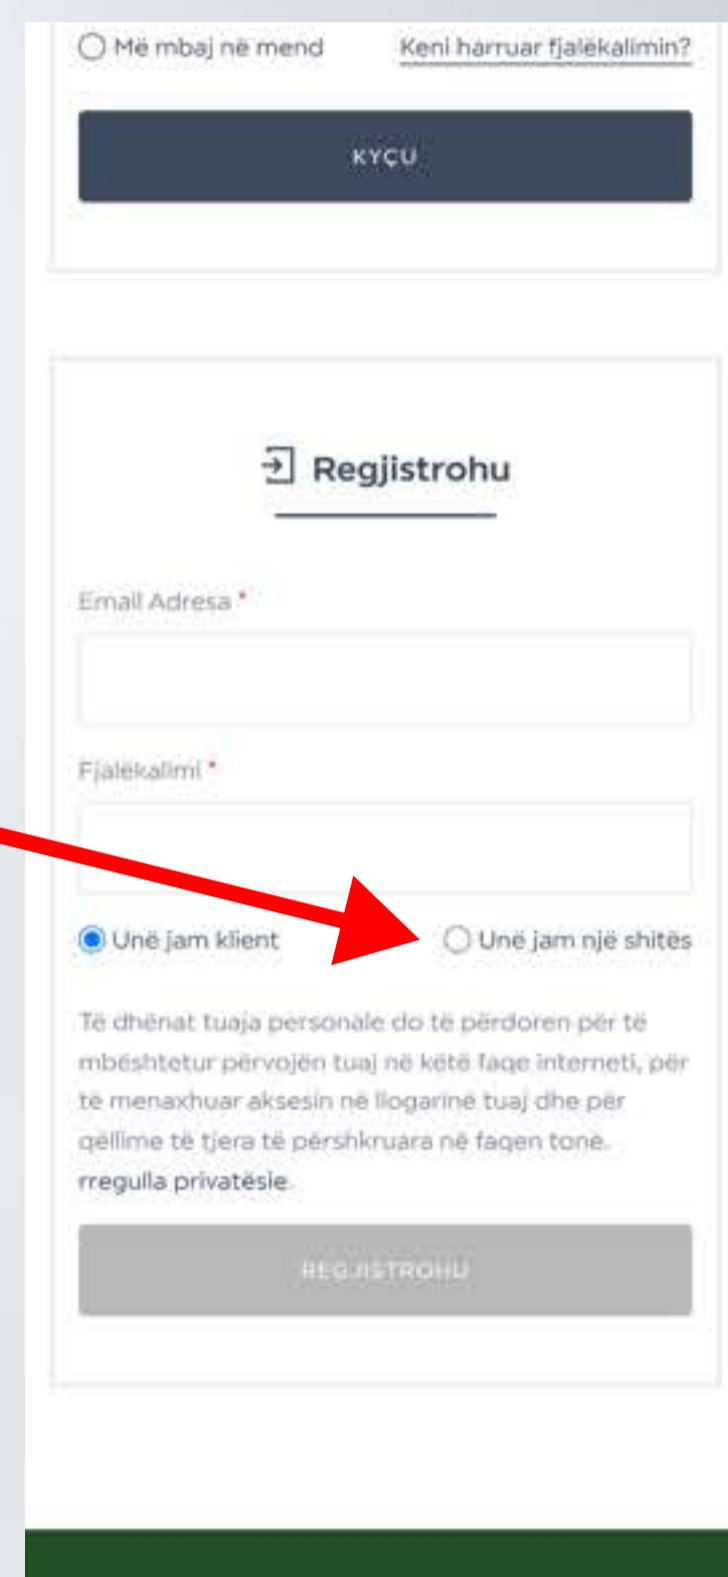 Më mbaj në mend
Keni harruar fjalëkalimin?
KYÇU
Regjistrohu
Email Adresa *
Fjalëkalimi *
Unë jam klient
Unë jam një shitës
Të dhënat tuaja personale do të përdoren për të
mbështetur përvojën tuaj në këtë faqe interneti, për
të menaxhuar aksesin në llogarinë tuaj dhe për
qëllime të tjera të përshkruara në faqen tonë.
rregulla privatësie.
REGJISTROHU